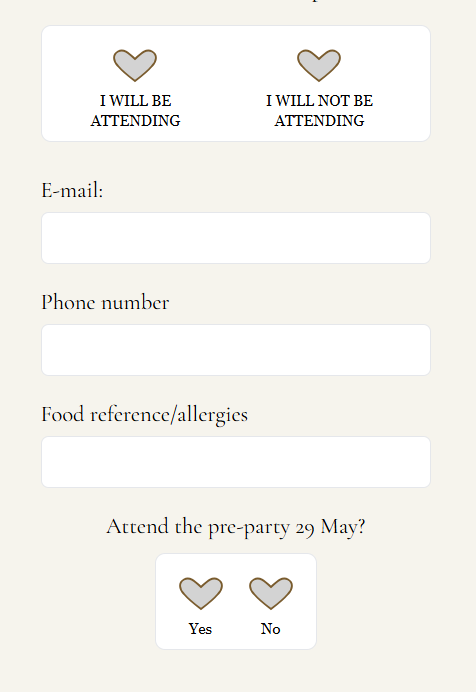 I WILL BE
ATTENDING
I WILL NOT BE
ATTENDING
E-mail:
Phone number
Food reference/allergies
Attend the pre-party 29 May?
Yes
No